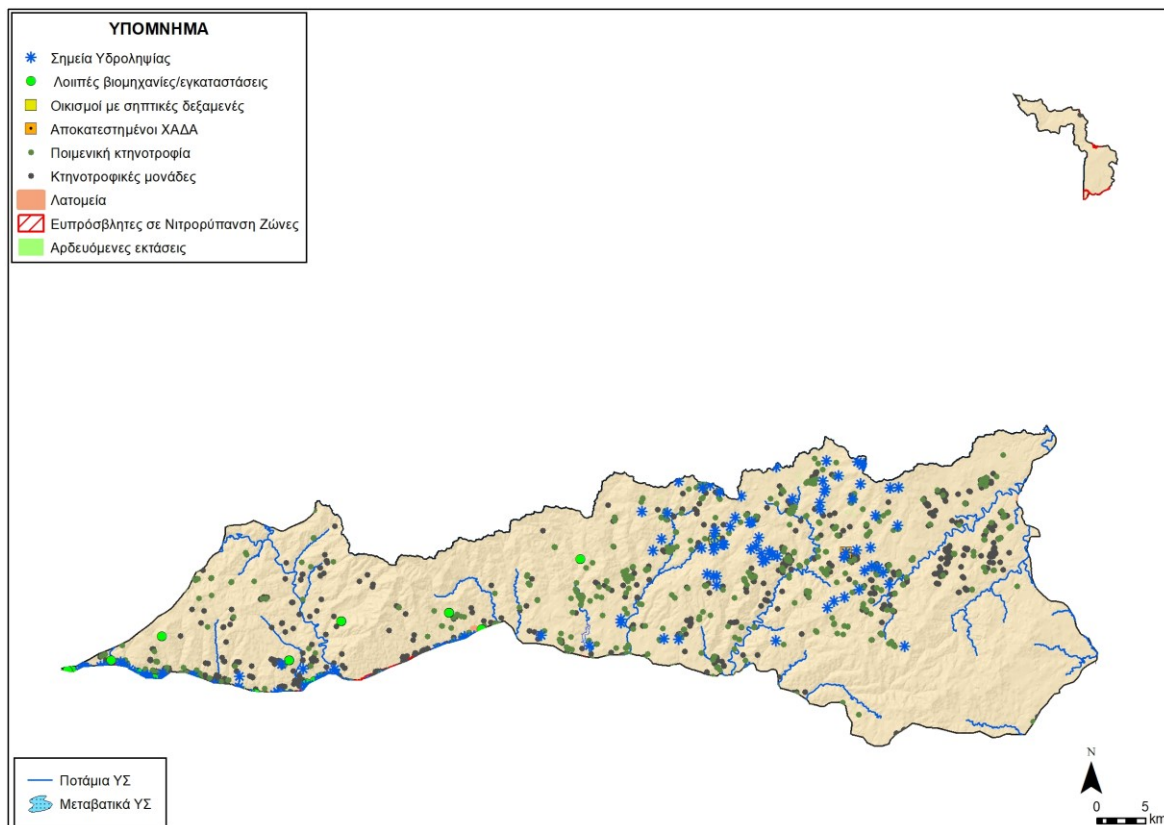 ΥΠΟΜΝΗΜΑ
Σημεία Υδροληψίας
Λοιπές βιομηχανίες/εγκαταστάσεις
Οικισμοί με σηπτικές δεξαμενές
Αποκατεστημένοι ΧΑΔΑ
Ποιμενική κτηνοτροφία
Κτηνοτροφικές μονάδες
Λατομεία
Ευπρόσβλητες σε Νιτρορύπανση Ζώνες
Αρδευόμενες εκτάσεις
Ποτάμια ΥΣ
Μεταβατικά ΥΣ
N
0 5
km